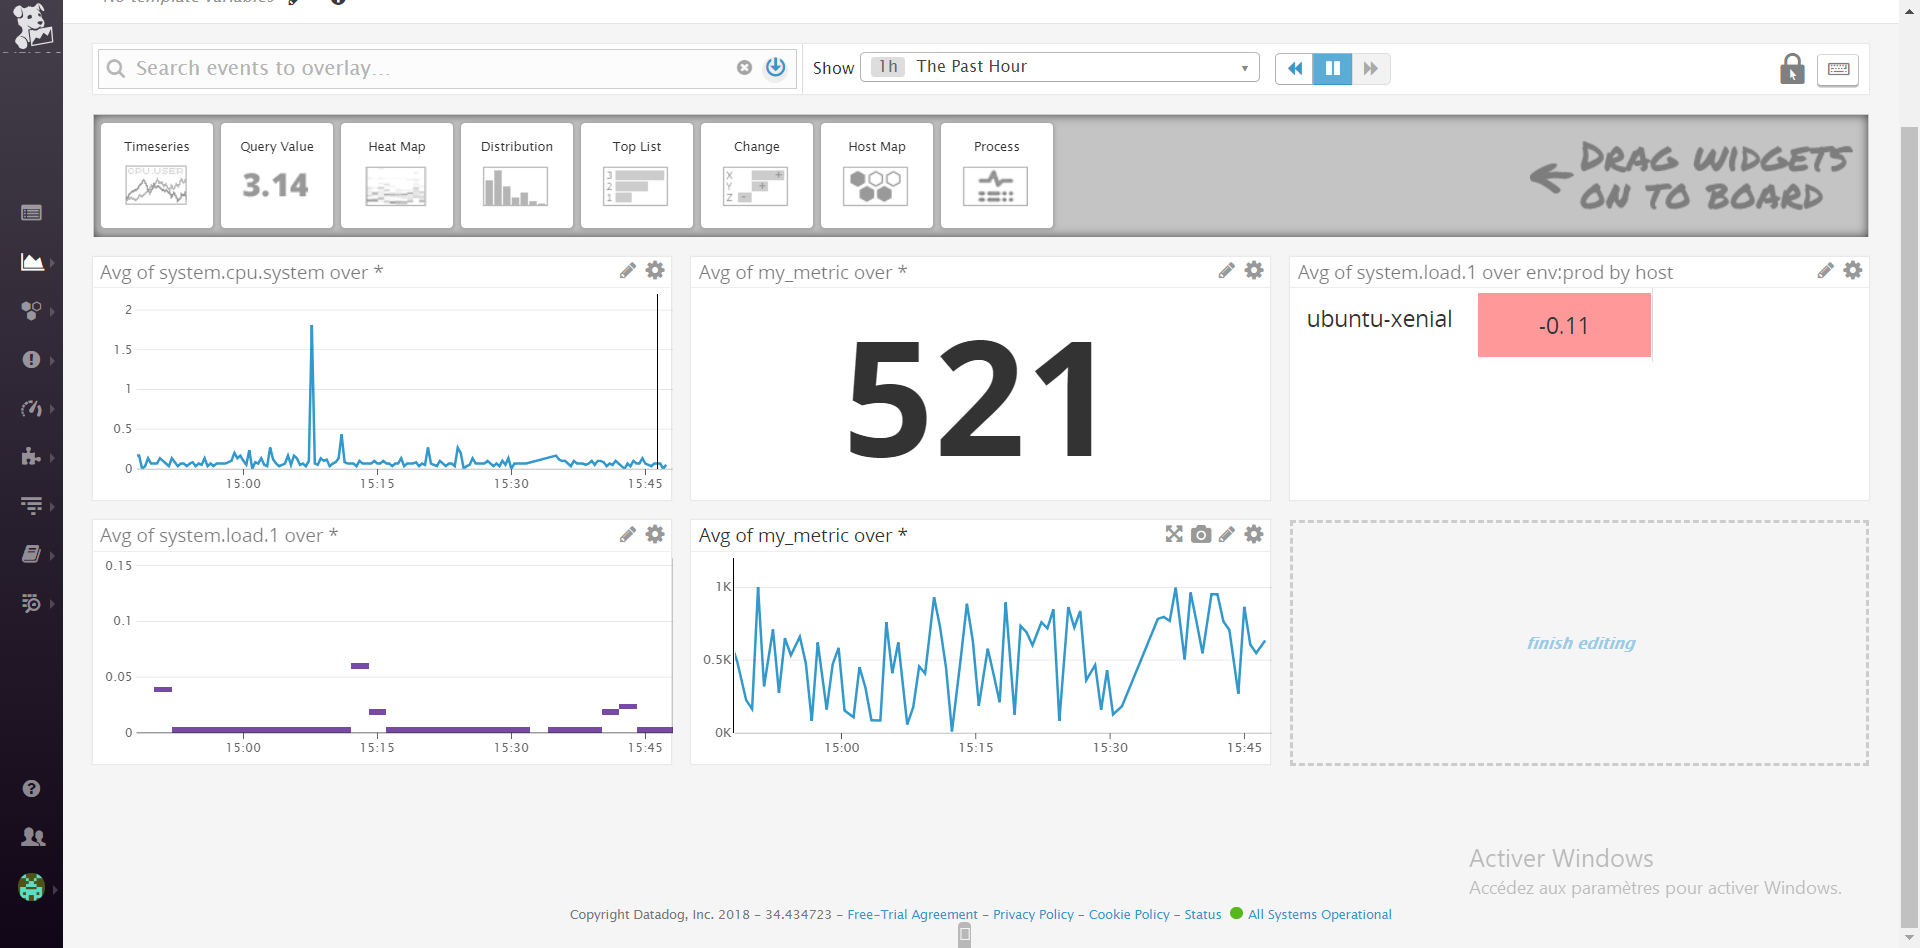 No template variables
Search events to overlay...
Show 1h The Past Hour
Timeseries
CPU.USER
Query Value
3.14
Heat Map
Distribution
Top List
3
2
1
Change
X
Y
Z
Host Map
Process
DRAG WIDGETS
ON TO BOARD
Avg of system.cpu.system over *
2
1.5
1
0.5
0
15:00 15:15 15:30 15:45
Avg of my_metric over *
521
Avg of system.load.1 over env:prod by host
ubuntu-xenial -0.11
Avg of system.load.1 over *
0.15
0.1
0.05
0
15:00 15:15 15:30 15:45
Avg of my_metric over *
1K
0.5K
0K
15:00 15:15 15:30 15:45
finish editing
Activer Windows
Accédez aux paramètres pour activer Windows.
Copyright Datadog, Inc. 2018 - 34.434723 - Free-Trial Agreement - Privacy Policy - Cookie Policy - Status All Systems Operational